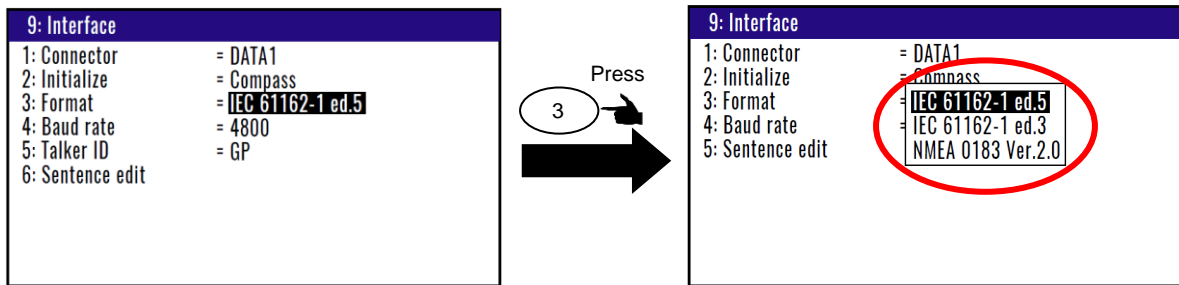 9: Interface
1: Connector = DATA1
2: Initialize = Compass
3: Format = IEC 61162-1 ed.5
4: Baud rate = 4800
5: Talker ID = GP
6: Sentence edit
Press
3
9: Interface
1: Connector = DATA1
2: Initialize = Compass
3: Format = IEC 61162-1 ed.5
4: Baud rate = IEC 61162-1 ed.3
5: Sentence edit NMEA 0183 Ver.2.0